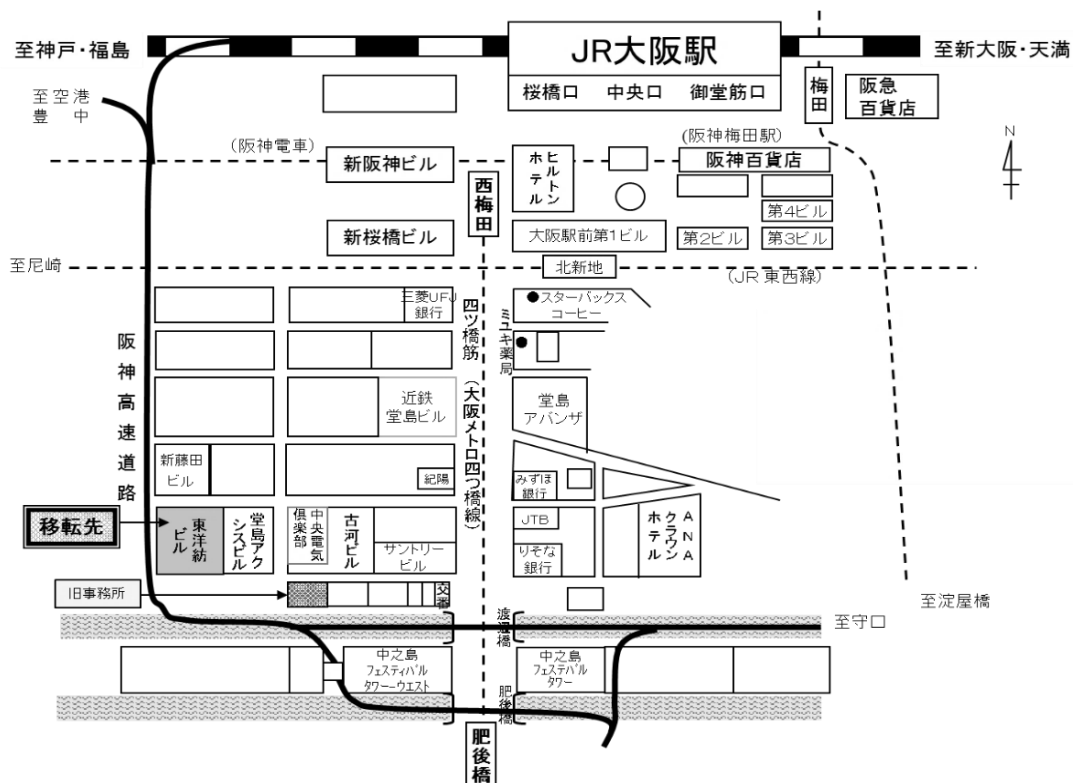 至神戸・福島
JR大阪駅
桜橋口 中央口 御堂筋口
至新大阪・天満
梅田
阪急
百貨店
至空港
豊中
(阪神電車)
新阪神ビル
西梅田
ヒルトン
ホテル
(阪神梅田駅)
阪神百貨店
N
新桜橋ビル
大阪駅前第1ビル
第2ビル
第4ビル
第3ビル
至尼崎
北新地
(JR東西線)
阪神高速道路
三菱UFJ
銀行
四ツ橋筋
(大阪メトロ四つ橋線)
スターバックス
コーヒー
ミユキ薬局
近鉄
堂島ビル
堂島
アバンザ
新藤田
ビル
紀陽
みずほ
銀行
移転先
東洋紡
ビル
堂島アク
シスビル
中央電気
倶楽部
古河ビル
サントリー
ビル
JTB
りそな
銀行
ANA
クラウン
ホテル
旧事務所
交番
至淀屋橋
渡辺橋
至守口
中之島
フェスティバル
タワーウエスト
中之島
フェスティバル
タワー
肥後橋
肥後橋